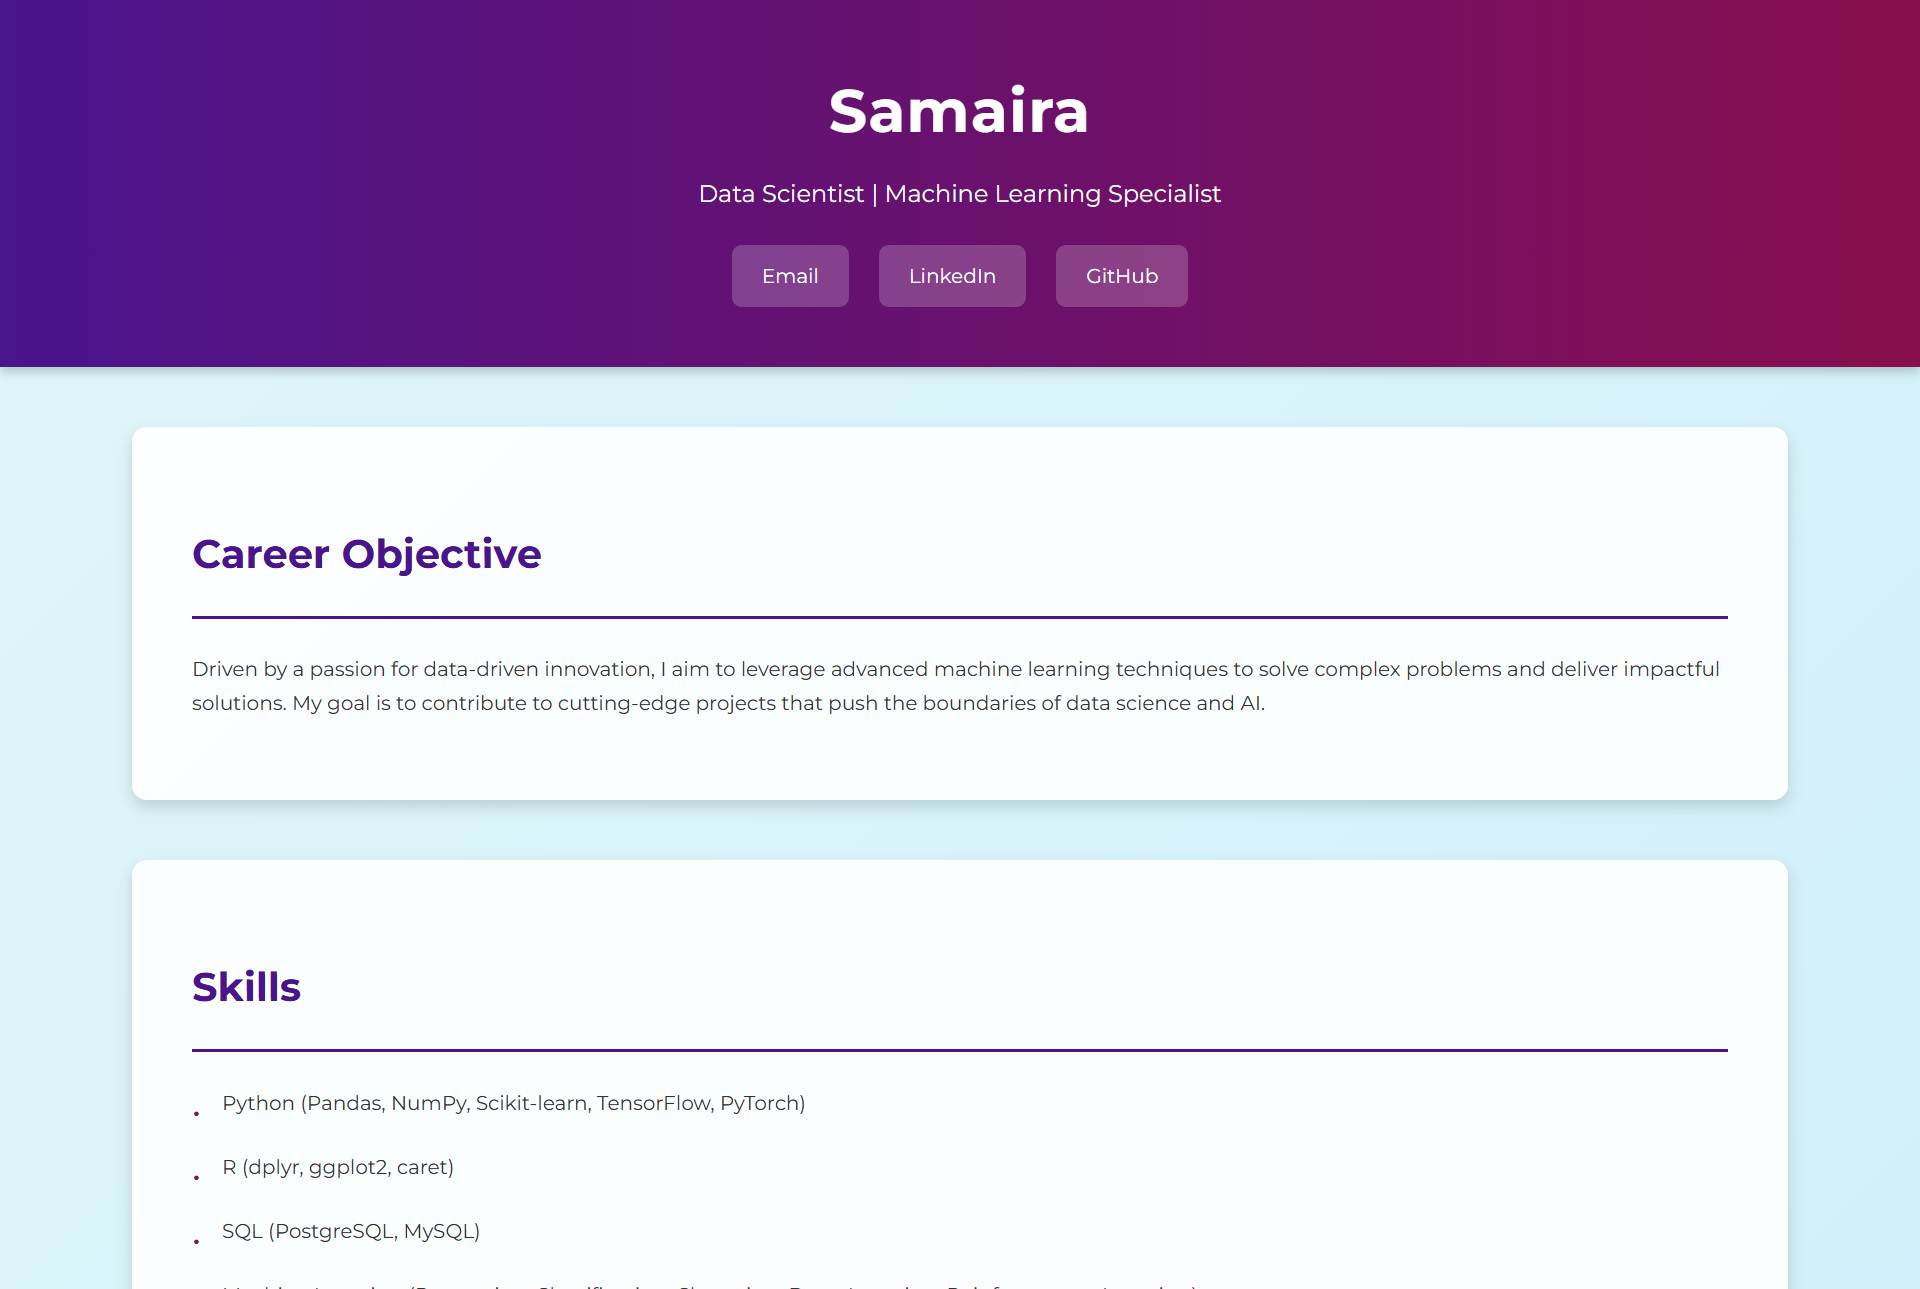 Samaira
Data Scientist | Machine Learning Specialist
Email
LinkedIn
GitHub
Career Objective
Driven by a passion for data-driven innovation, I aim to leverage advanced machine learning techniques to solve complex problems and deliver impactful
solutions. My goal is to contribute to cutting-edge projects that push the boundaries of data science and AI.
Skills
• Python (Pandas, NumPy, Scikit-learn, TensorFlow, PyTorch)
• R (dplyr, ggplot2, caret)
• SQL (PostgreSQL, MySQL)